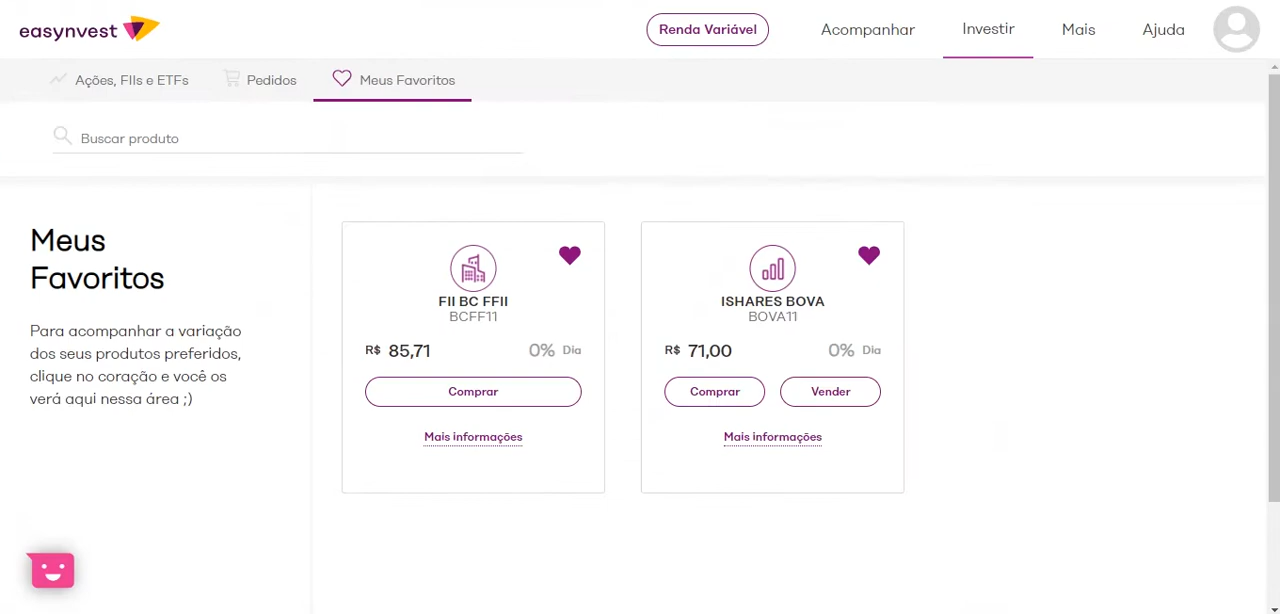 easynvest
Renda Variável
Acompanhar
Investir
Mais
Ajuda
Ações, FIIs e ETFs
Pedidos
Meus Favoritos
Buscar produto
Meus
Favoritos
Para acompanhar a variação
dos seus produtos preferidos,
clique no coração e você os
verá aqui nessa área ;)
FII BC FFII
BCFF11
R$ 85,71 0% Dia
Comprar
Mais informações
ISHARES BOVA
BOVA11
R$ 71,00 0% Dia
Comprar Vender
Mais informações